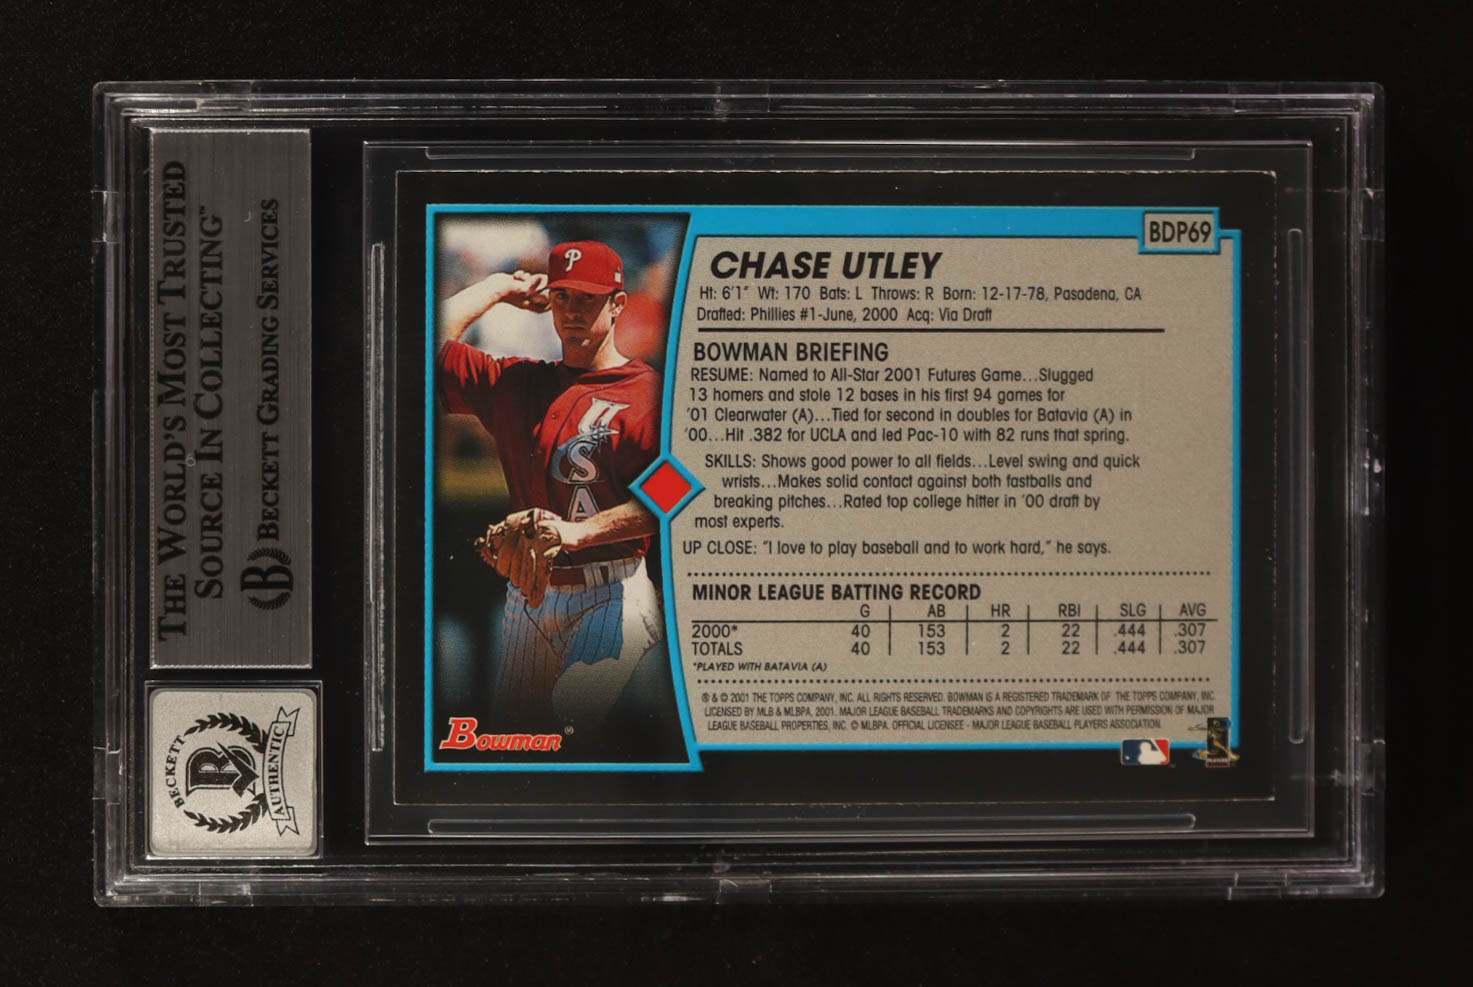 THE WORLD'S MOST TRUSTED
SOURCE IN COLLECTING™
BECKETT GRADING SERVICES
B
BECKETT
AUTHENTIC
P
USA
Bowman®
BDP69
CHASE UTLEY
Ht: 6'1" Wt: 170 Bats: L Throws: R Born: 12-17-78, Pasadena, CA
Drafted: Phillies #1-June, 2000 Acq: Via Draft
BOWMAN BRIEFING
RESUME: Named to All-Star 2001 Futures Game...Slugged
13 homers and stole 12 bases in his first 94 games for
'01 Clearwater (A)...Tied for second in doubles for Batavia (A) in
'00...Hit .382 for UCLA and led Pac-10 with 82 runs that spring.
SKILLS: Shows good power to all fields...Level swing and quick
wrists...Makes solid contact against both fastballs and
breaking pitches...Rated top college hitter in '00 draft by
most experts.
UP CLOSE: "I love to play baseball and to work hard," he says.
MINOR LEAGUE BATTING RECORD
G AB HR RBI SLG AVG
2000* 40 153 2 22 .444 .307
TOTALS 40 153 2 22 .444 .307
*PLAYED WITH BATAVIA (A)
® & © 2001 THE TOPPS COMPANY, INC. ALL RIGHTS RESERVED. BOWMAN IS A REGISTERED TRADEMARK OF THE TOPPS COMPANY, INC.
LICENSED BY MLB & MLBPA, 2001. MAJOR LEAGUE BASEBALL TRADEMARKS AND COPYRIGHTS ARE USED WITH PERMISSION OF MAJOR
LEAGUE BASEBALL PROPERTIES, INC. © MLBPA. OFFICIAL LICENSEE - MAJOR LEAGUE BASEBALL PLAYERS ASSOCIATION.